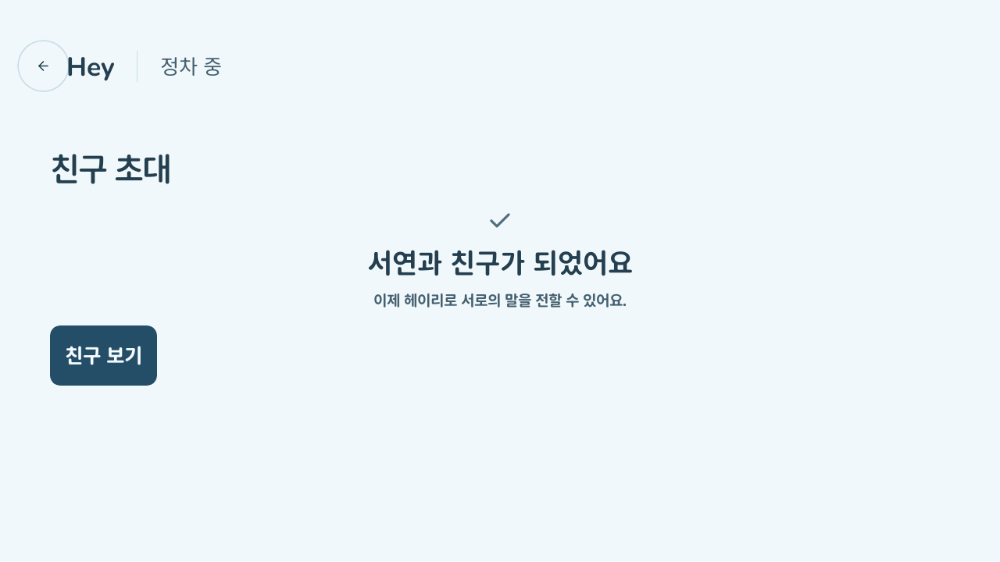 Hey
정차 중
친구 초대
서연과 친구가 되었어요
이제 헤이리로 서로의 말을 전할 수 있어요.
친구 보기